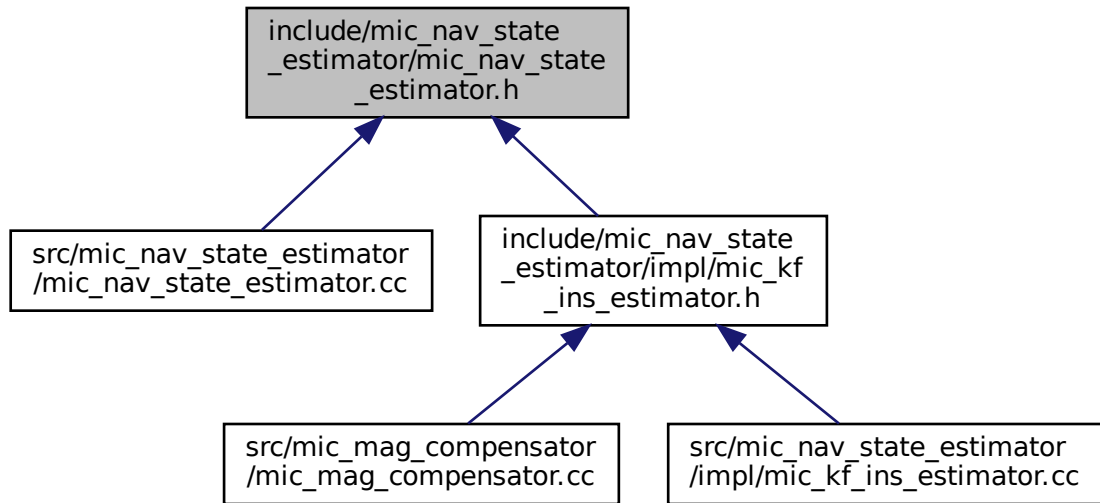 include/mic_nav_state
_estimator/mic_nav_state
_estimator.h
src/mic_nav_state_estimator
/mic_nav_state_estimator.cc
include/mic_nav_state
_estimator/impl/mic_kf
_ins_estimator.h
src/mic_mag_compensator
/mic_mag_compensator.cc
src/mic_nav_state_estimator
/impl/mic_kf_ins_estimator.cc